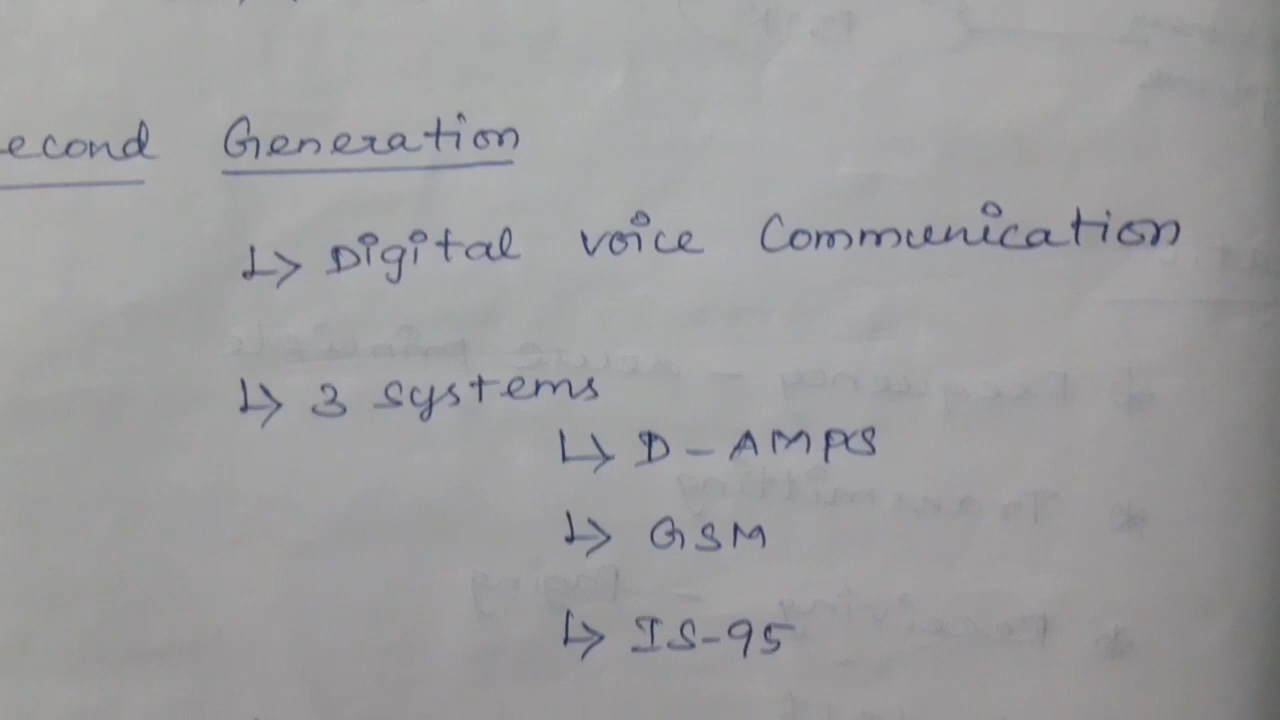 econd Generation
↳ Digital voice Communication
↳ 3 systems
↳ D-AMPS
↳ GSM
↳ IS-95